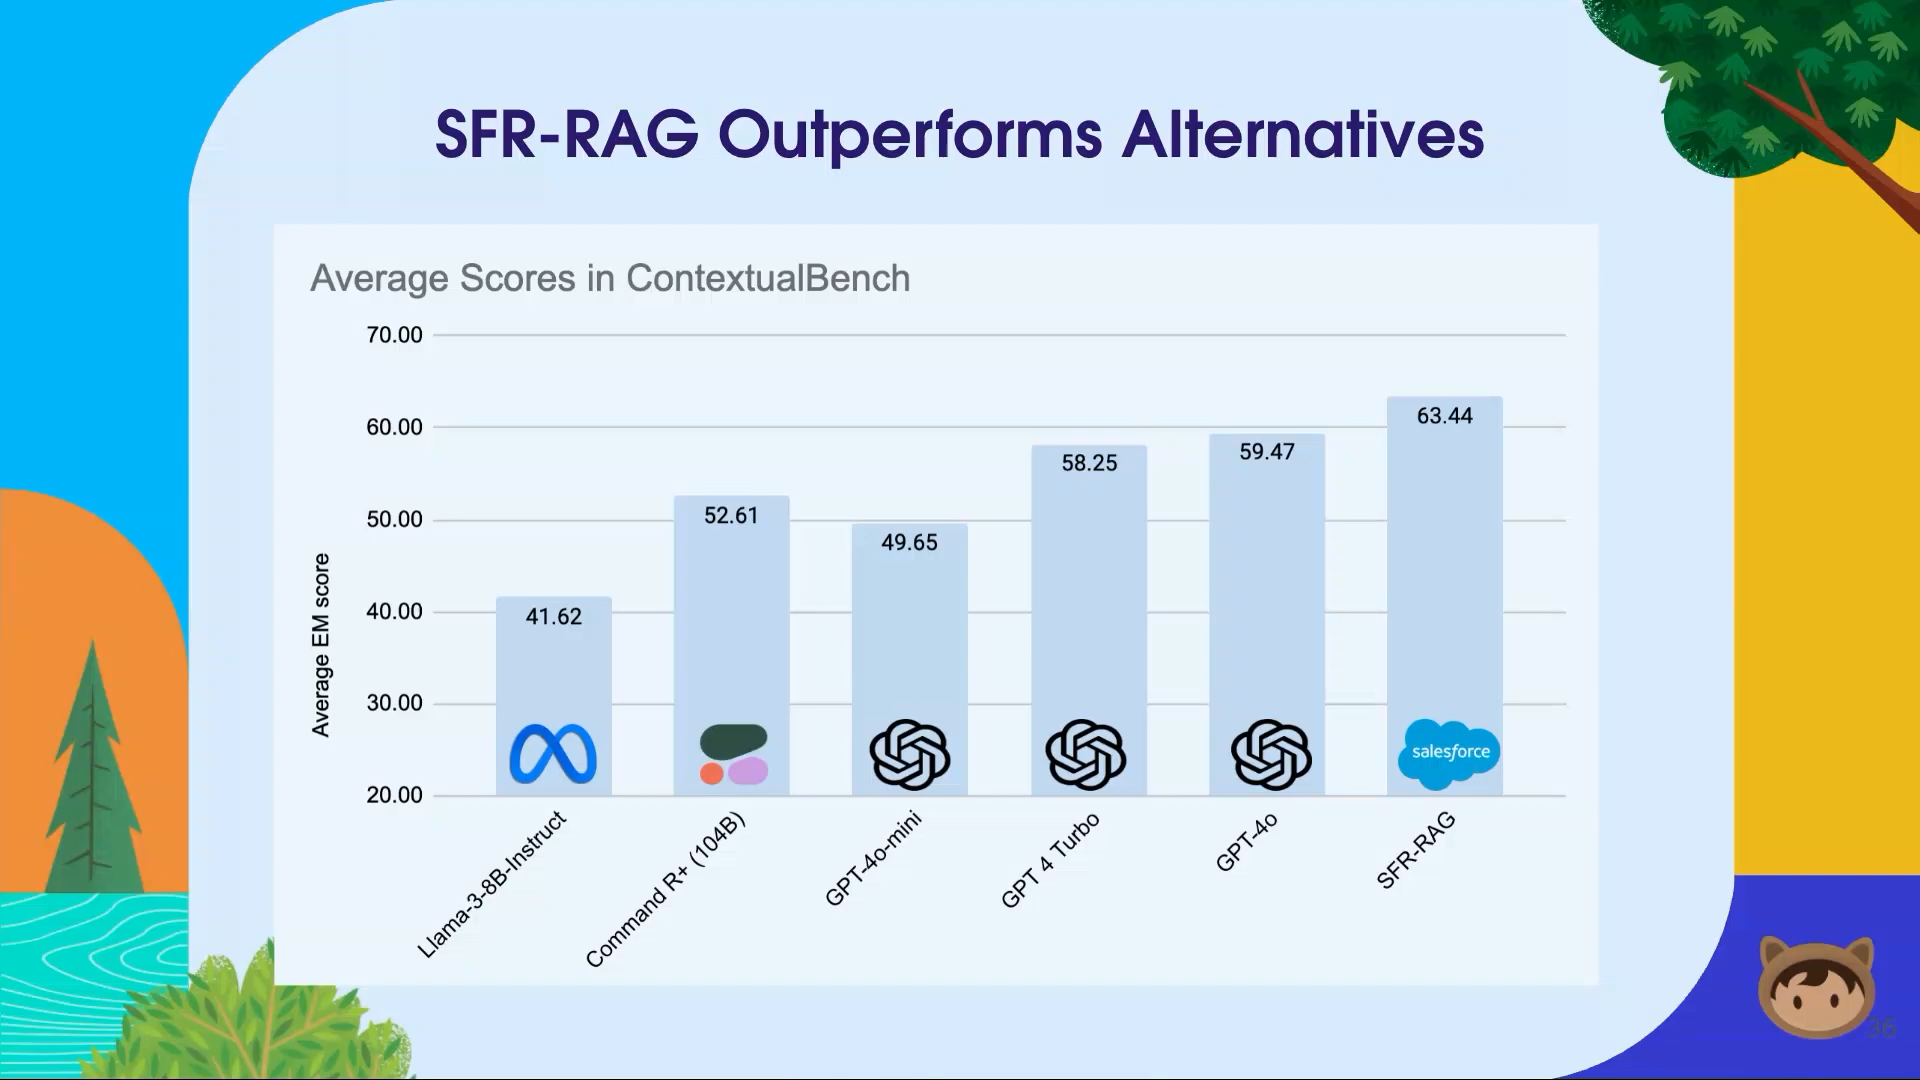 SFR-RAG Outperforms Alternatives
Average Scores in ContextualBench
Average EM score
70.00
60.00
50.00
40.00
30.00
20.00
41.62
52.61
49.65
58.25
59.47
63.44
salesforce
Llama-3-8B-Instruct
Command R+ (104B)
GPT-4o-mini
GPT 4 Turbo
GPT-4o
SFR-RAG
36